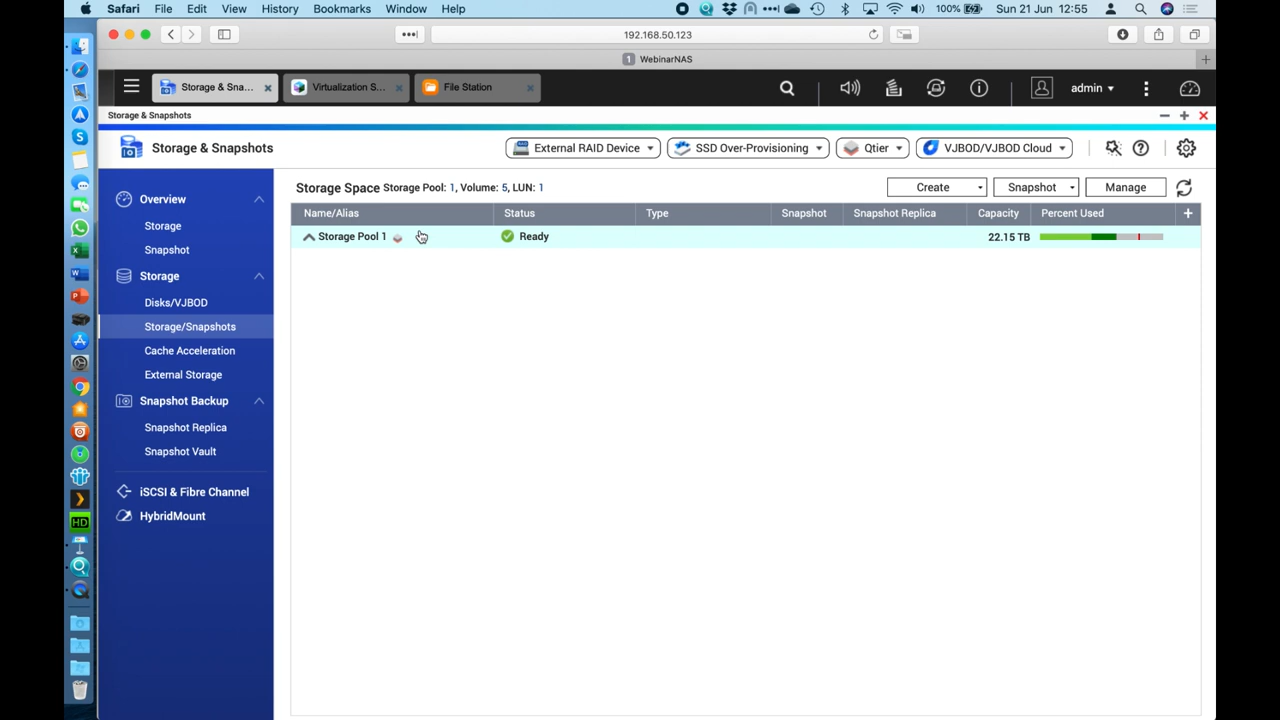 Safari File Edit View History Bookmarks Window Help 100% Sun 21 Jun 12:55
192.168.50.123
1 WebinarNAS
Storage & Sna... Virtualization S... File Station admin
Storage & Snapshots
Storage & Snapshots External RAID Device SSD Over-Provisioning Qtier VJBOD/VJBOD Cloud
Overview
Storage
Snapshot
Storage
Disks/VJBOD
Storage/Snapshots
Cache Acceleration
External Storage
Snapshot Backup
Snapshot Replica
Snapshot Vault
iSCSI & Fibre Channel
HybridMount
Storage Space Storage Pool: 1, Volume: 5, LUN: 1 Create Snapshot Manage
Name/Alias Status Type Snapshot Snapshot Replica Capacity Percent Used
Storage Pool 1 Ready 22.15 TB
HD